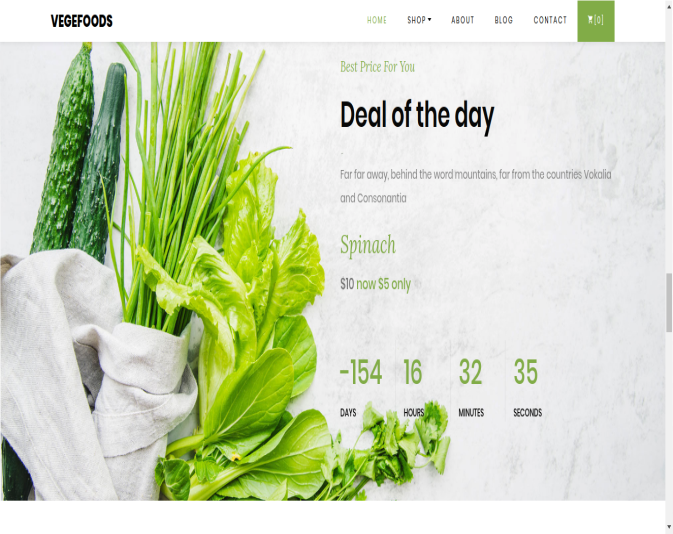 VEGEFOODS
HOME SHOP ABOUT BLOG CONTACT [0]
Best Price For You
Deal of the day
Far far away, behind the word mountains, far from the countries Vokalia
and Consonantia
Spinach
$10 now $5 only
-154 16 32 35
DAYS HOURS MINUTES SECONDS